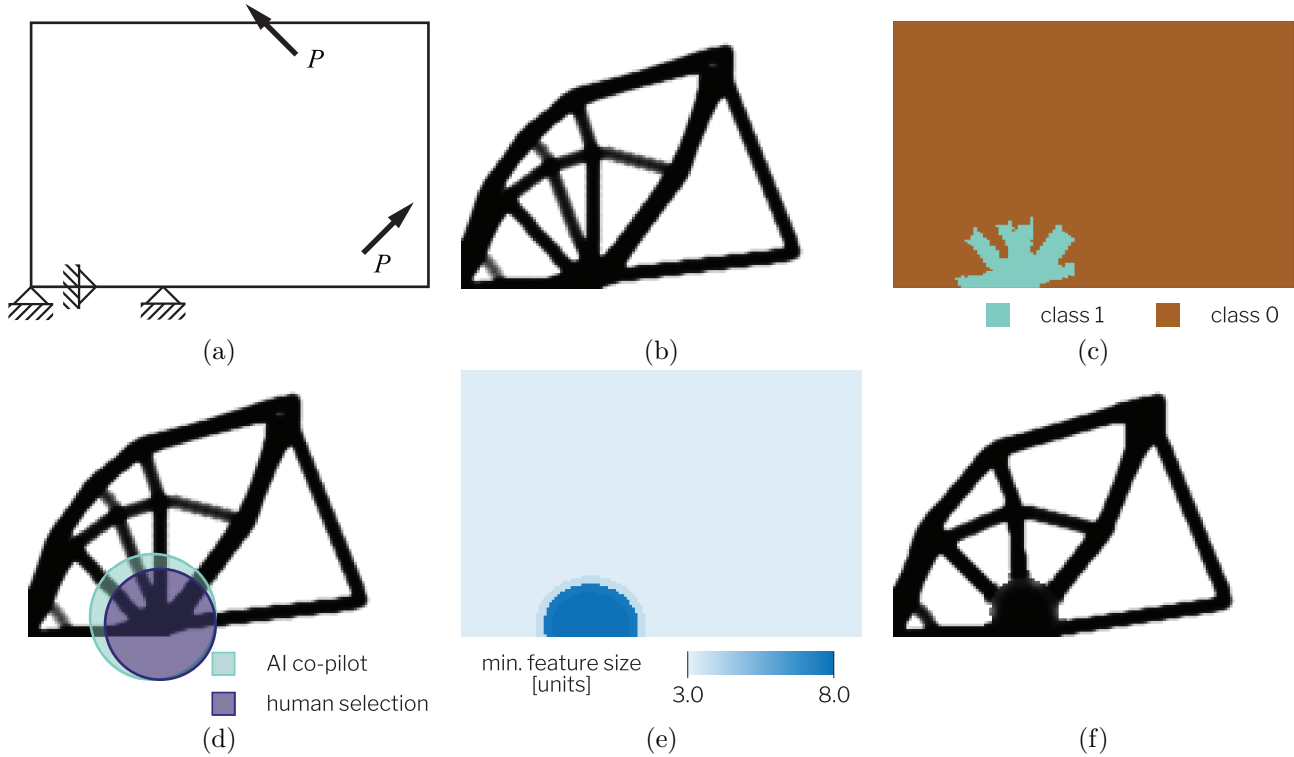 P
P
(a)
(b)
class 1
class 0
(c)
AI co-pilot
human selection
(d)
min. feature size
[units]
3.0
8.0
(e)
(f)